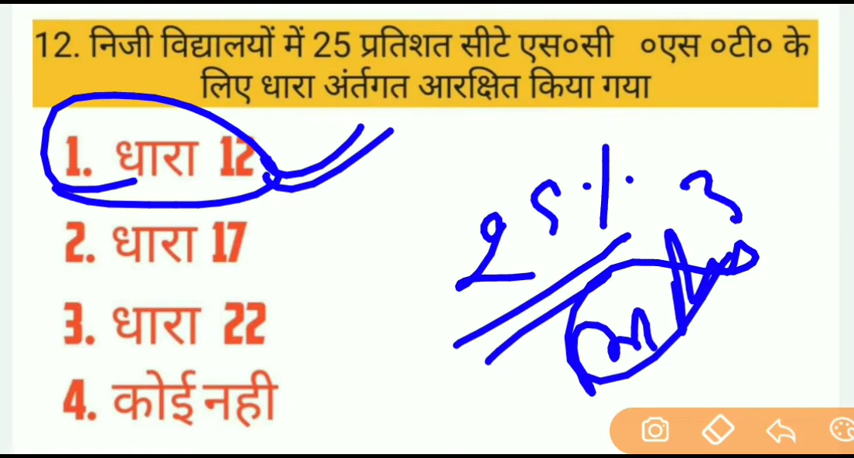 12. निजी विद्यालयों में 25 प्रतिशत सीटे एस०सी ०एस ०टी० के
लिए धारा अंर्तगत आरक्षित किया गया
1. धारा 12
2. धारा 17
3. धारा 22
4. कोई नही
25%